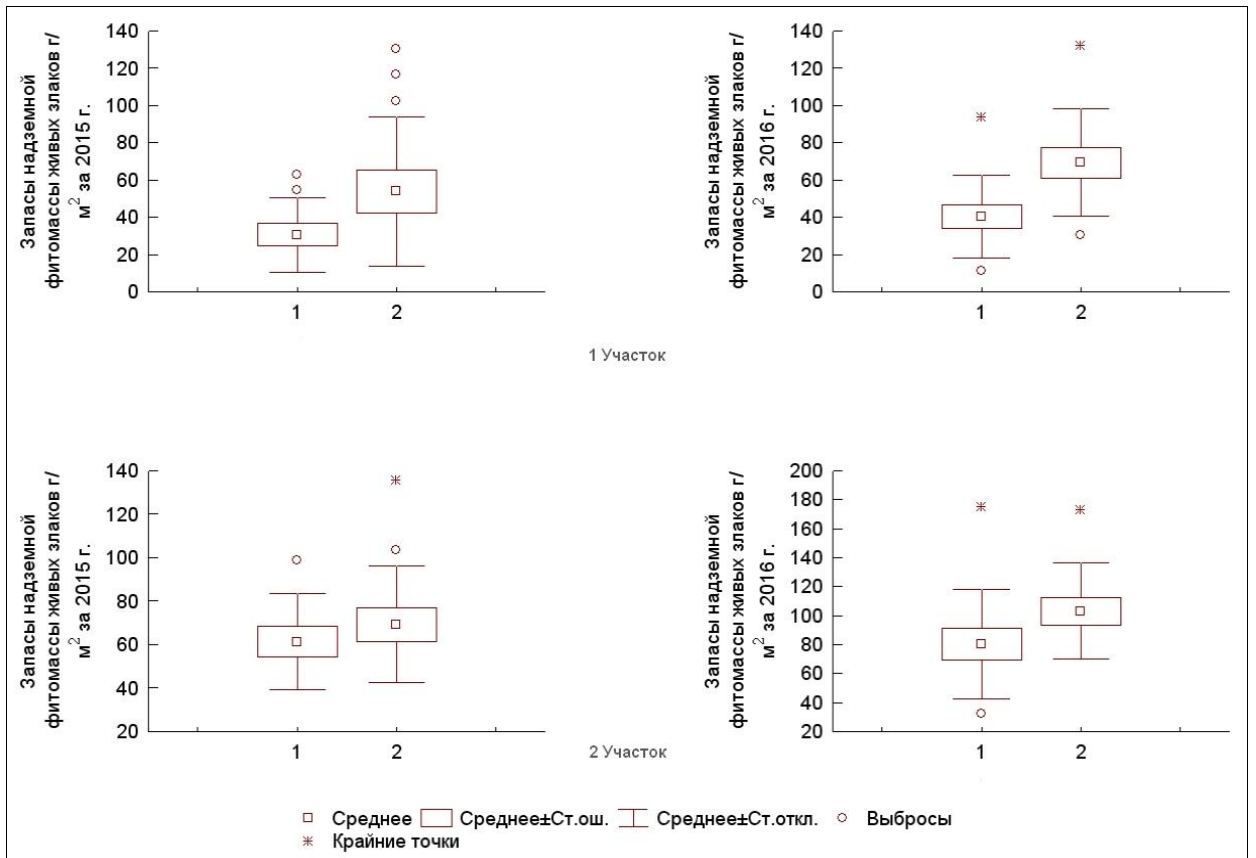 Запасы надземной
фитомассы живых злаков г/
м² за 2015 г.
140
120
100
80
60
40
20
0
1 2
Запасы надземной
фитомассы живых злаков г/
м² за 2016 г.
140
120
100
80
60
40
20
0
1 2
1 Участок
Запасы надземной
фитомассы живых злаков г/
м² за 2015 г.
140
120
100
80
60
40
20
1 2
Запасы надземной
фитомассы живых злаков г/
м² за 2016 г.
200
180
160
140
120
100
80
60
40
20
1 2
2 Участок
Среднее Среднее±Ст.ош. Среднее±Ст.откл. Выбросы
Крайние точки